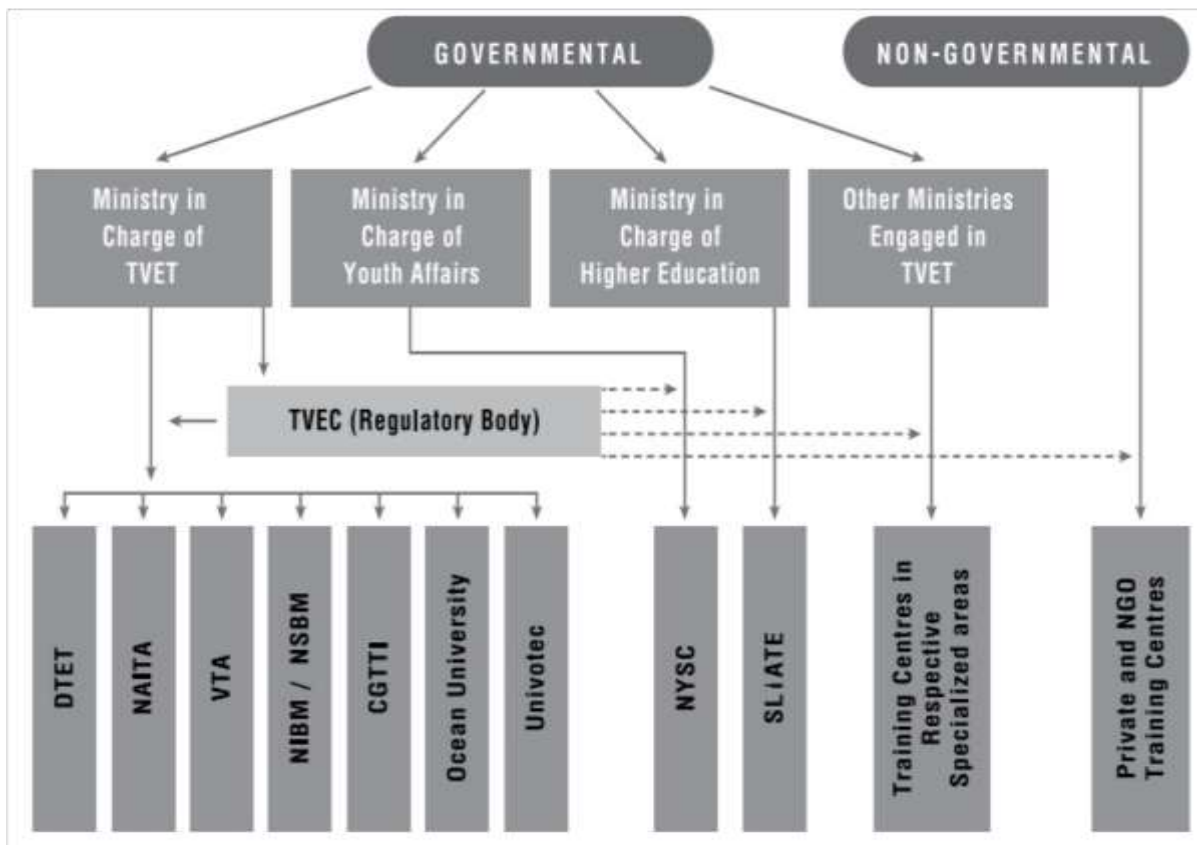 GOVERNMENTAL
NON-GOVERNMENTAL
Ministry in
Charge of
TVET
Ministry in
Charge of
Youth Affairs
Ministry in
Charge of
Higher Education
Other Ministries
Engaged in
TVET
TVEC (Regulatory Body)
DTET
NAITA
VTA
NIBM / NSBM
CGTTI
Ocean University
Univotec
NYSC
SLiATE
Training Centres in
Respective
Specialized areas
Private and NGO
Training Centres